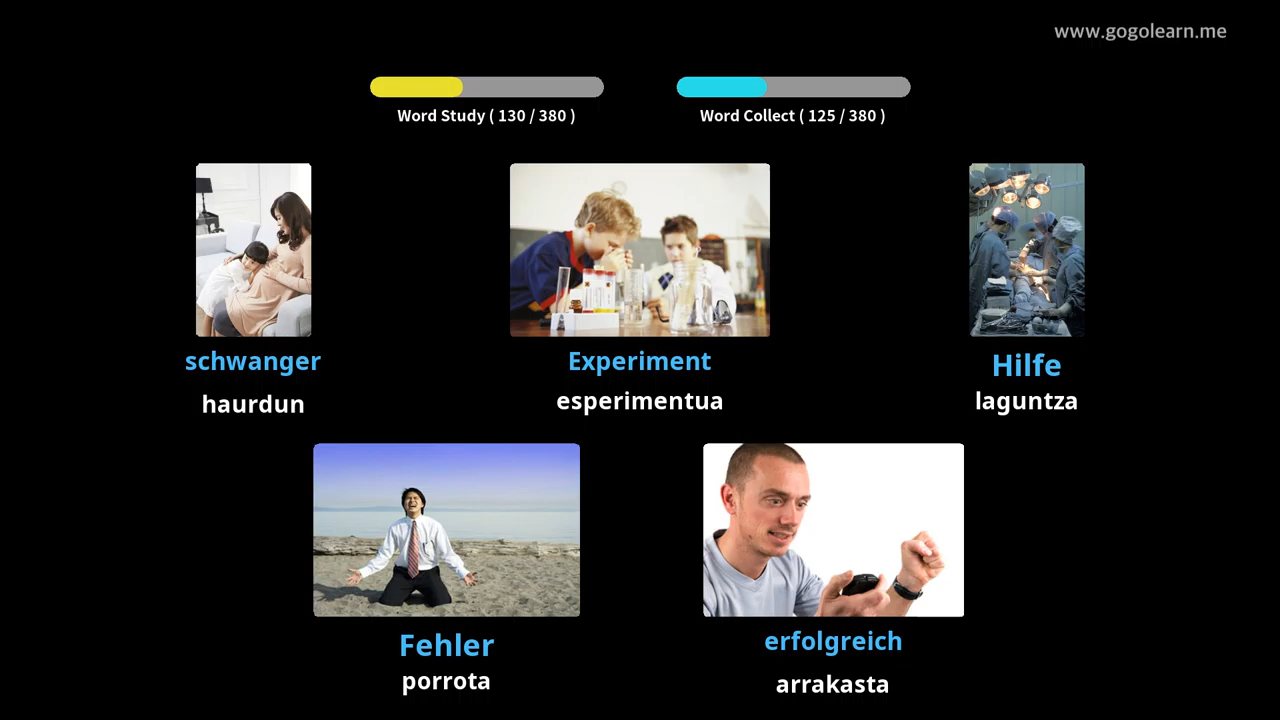 www.gogolearn.me
Word Study ( 130 / 380 )
Word Collect ( 125 / 380 )
schwanger
Experiment
Hilfe
haurdun
esperimentua
laguntza
Fehler
erfolgreich
porrota
arrakasta